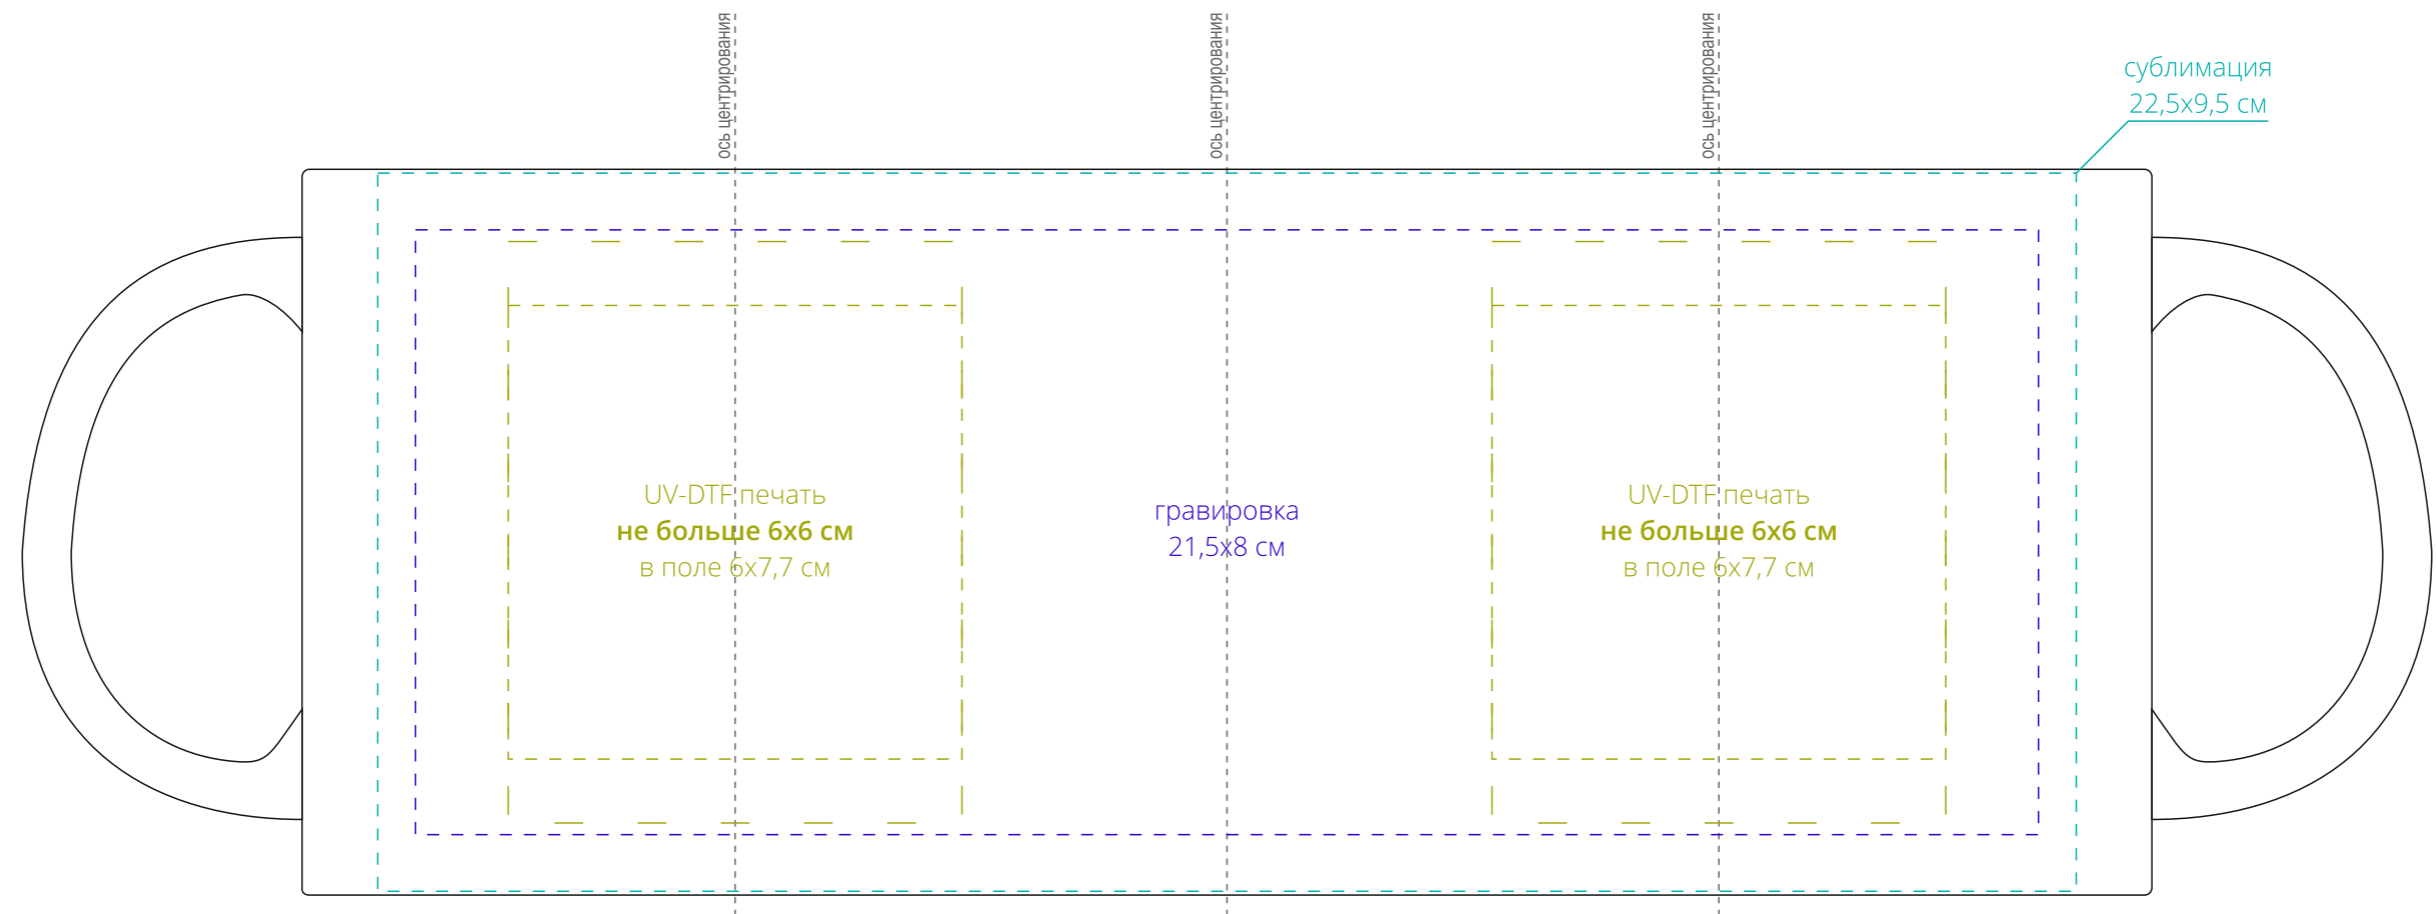 ось центрирования
ось центрирования
ось центрирования
сублимация
22,5х9,5 см
UV-DTF печать
не больше 6х6 см
в поле 6х7,7 см
гравировка
21,5х8 см
UV-DTF печать
не больше 6х6 см
в поле 6х7,7 см